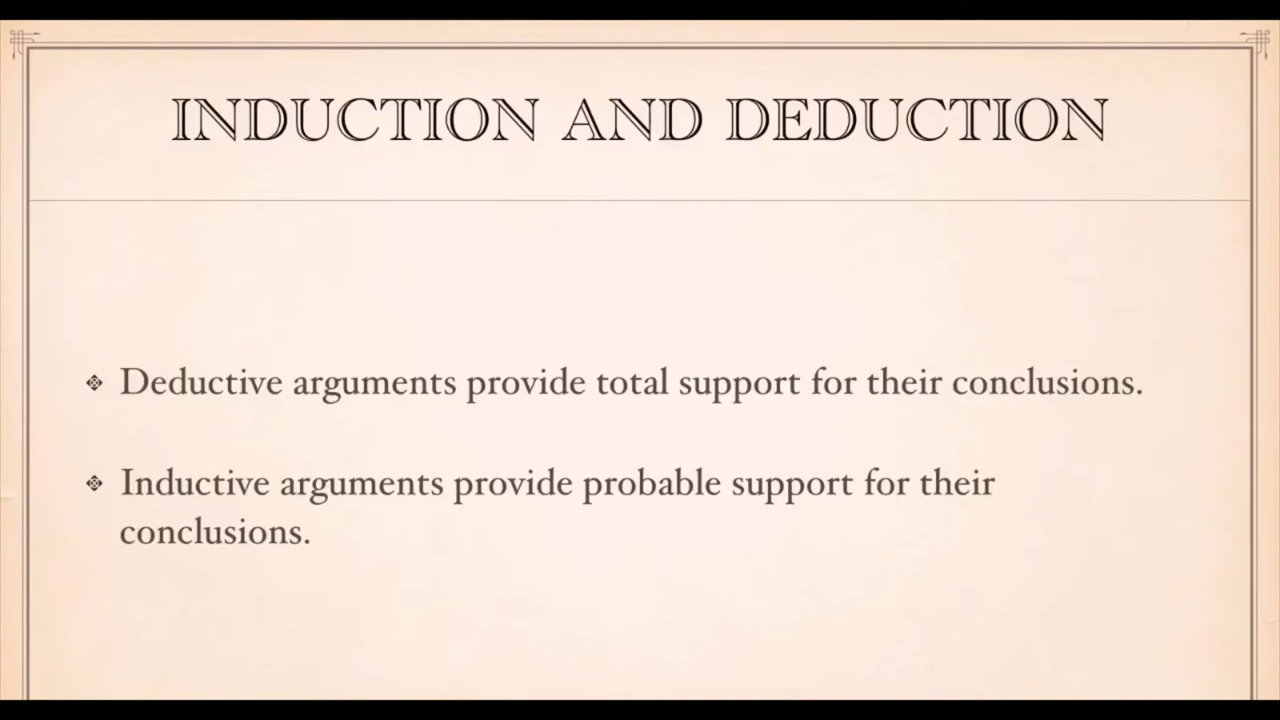 INDUCTION AND DEDUCTION
Deductive arguments provide total support for their conclusions.
Inductive arguments provide probable support for their
conclusions.